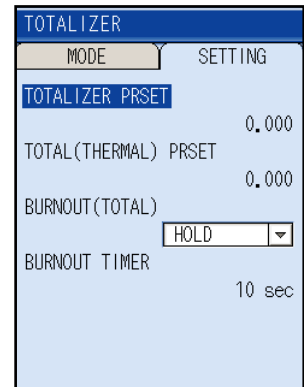 TOTALIZER
MODE SETTING
TOTALIZER PRSET
0.000
TOTAL(THERMAL) PRSET
0.000
BURNOUT(TOTAL)
HOLD
BURNOUT TIMER
10 sec